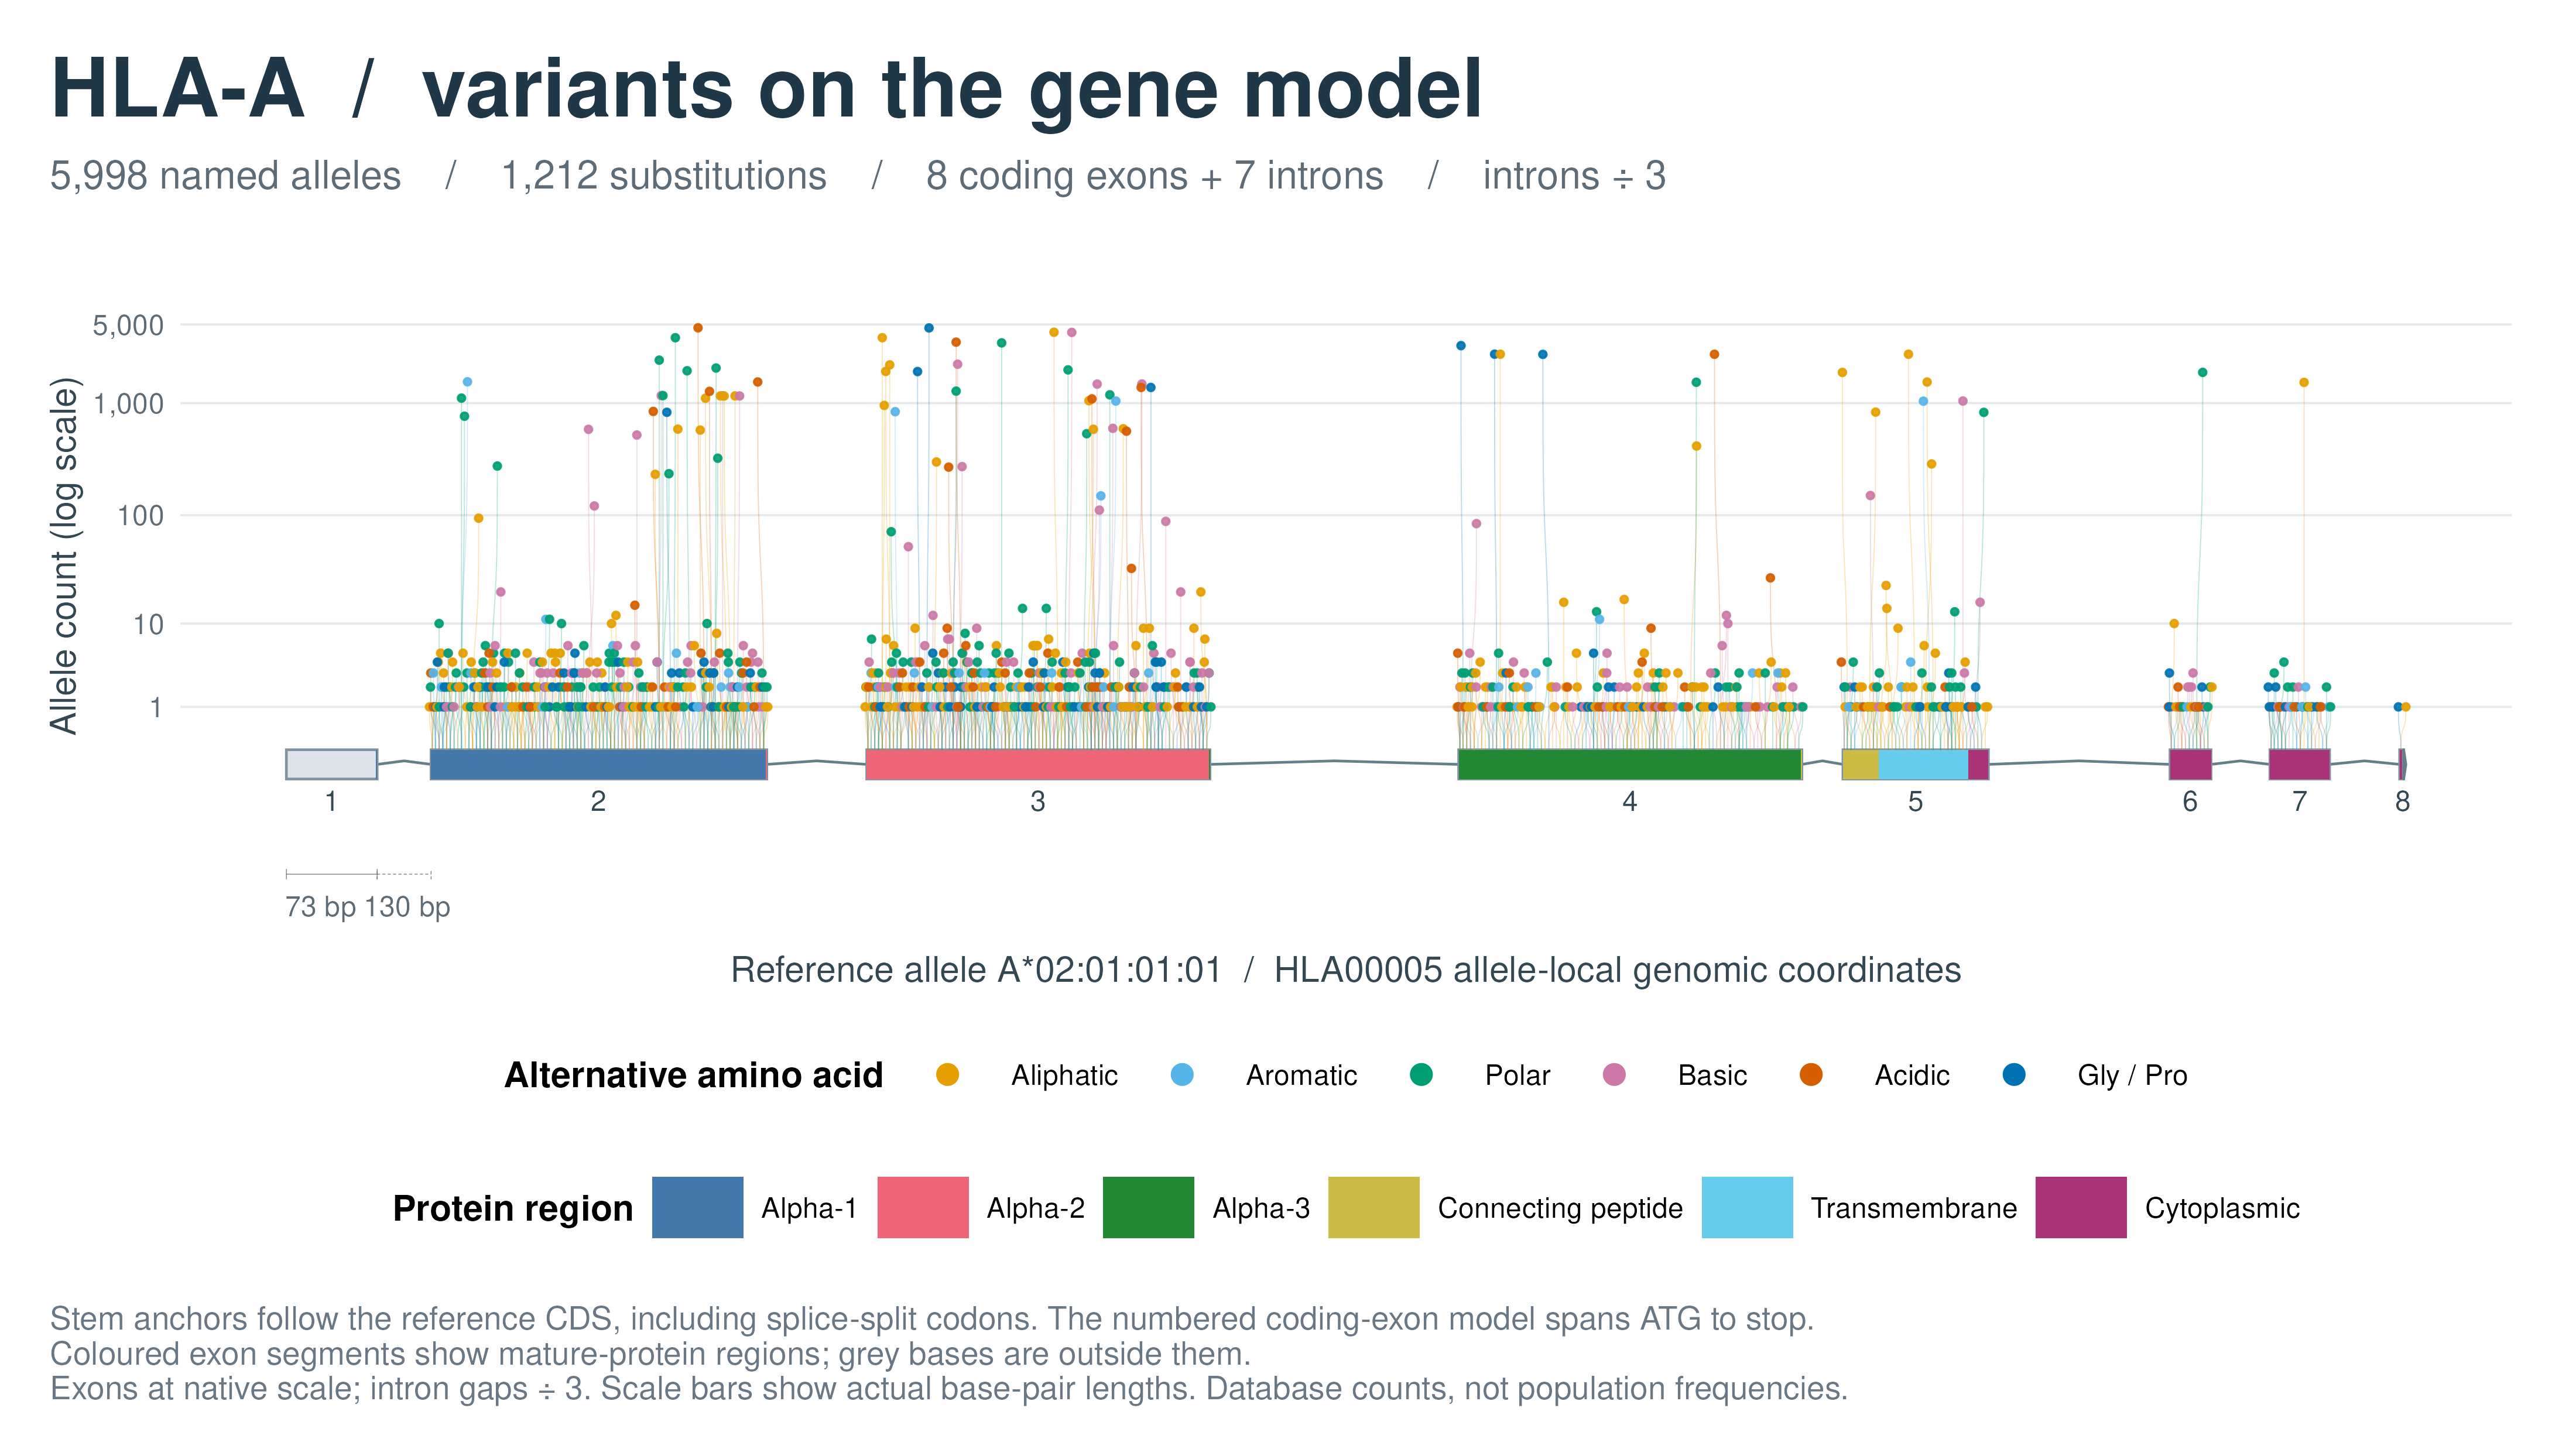 HLA-A / variants on the gene model
5,998 named alleles / 1,212 substitutions / 8 coding exons + 7 introns / introns ÷ 3
Allele count (log scale)
5,000
1,000
100
10
1
1 2 3 4 5 6 7 8
73 bp 130 bp
Reference allele A*02:01:01:01 / HLA00005 allele-local genomic coordinates
Alternative amino acid Aliphatic Aromatic Polar Basic Acidic Gly / Pro
Protein region Alpha-1 Alpha-2 Alpha-3 Connecting peptide Transmembrane Cytoplasmic
Stem anchors follow the reference CDS, including splice-split codons. The numbered coding-exon model spans ATG to stop.
Coloured exon segments show mature-protein regions; grey bases are outside them.
Exons at native scale; intron gaps ÷ 3. Scale bars show actual base-pair lengths. Database counts, not population frequencies.